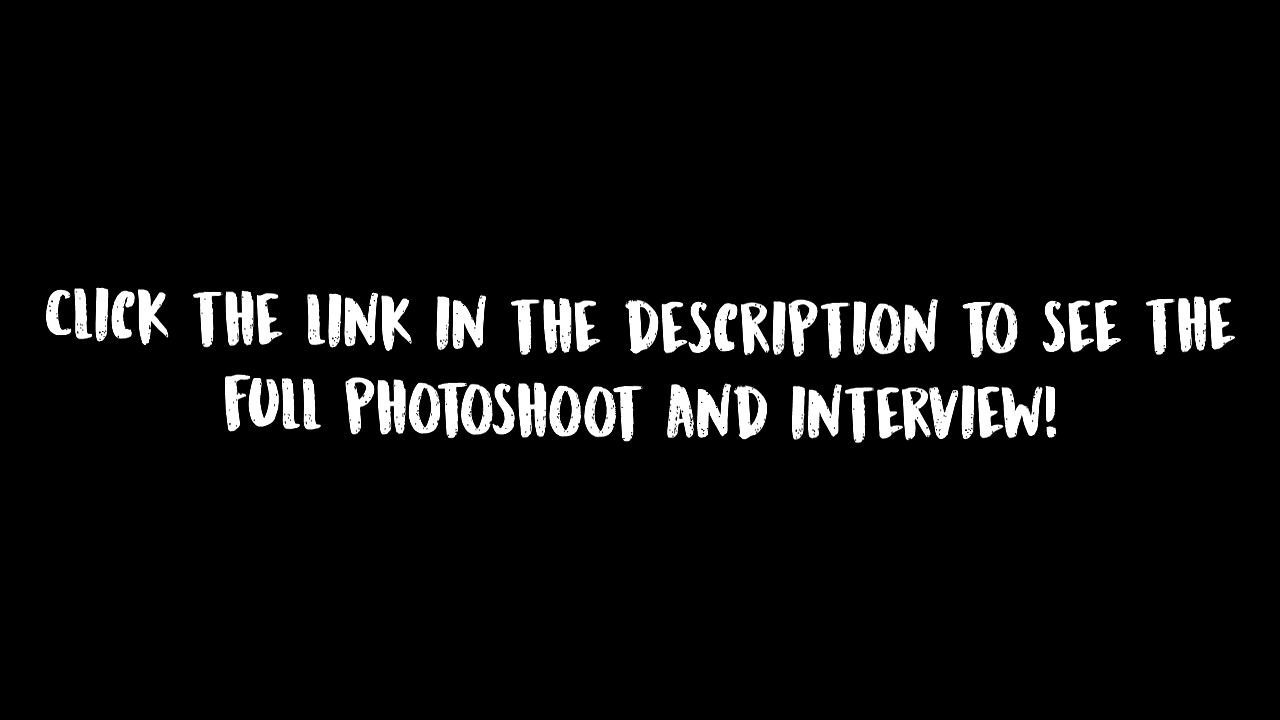 CLICK THE LINK IN THE DESCRIPTION TO SEE THE
FULL PHOTOSHOOT AND INTERVIEW!